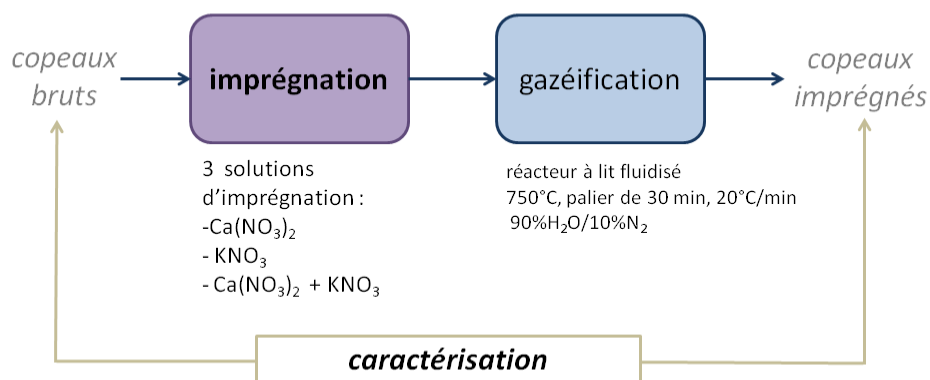 copeaux
bruts
imprégnation
gazéification
copeaux
imprégnés
3 solutions
d’imprégnation :
-Ca(NO₃)₂
- KNO₃
- Ca(NO₃)₂ + KNO₃
réacteur à lit fluidisé
750°C, palier de 30 min, 20°C/min
90%H₂O/10%N₂
caractérisation